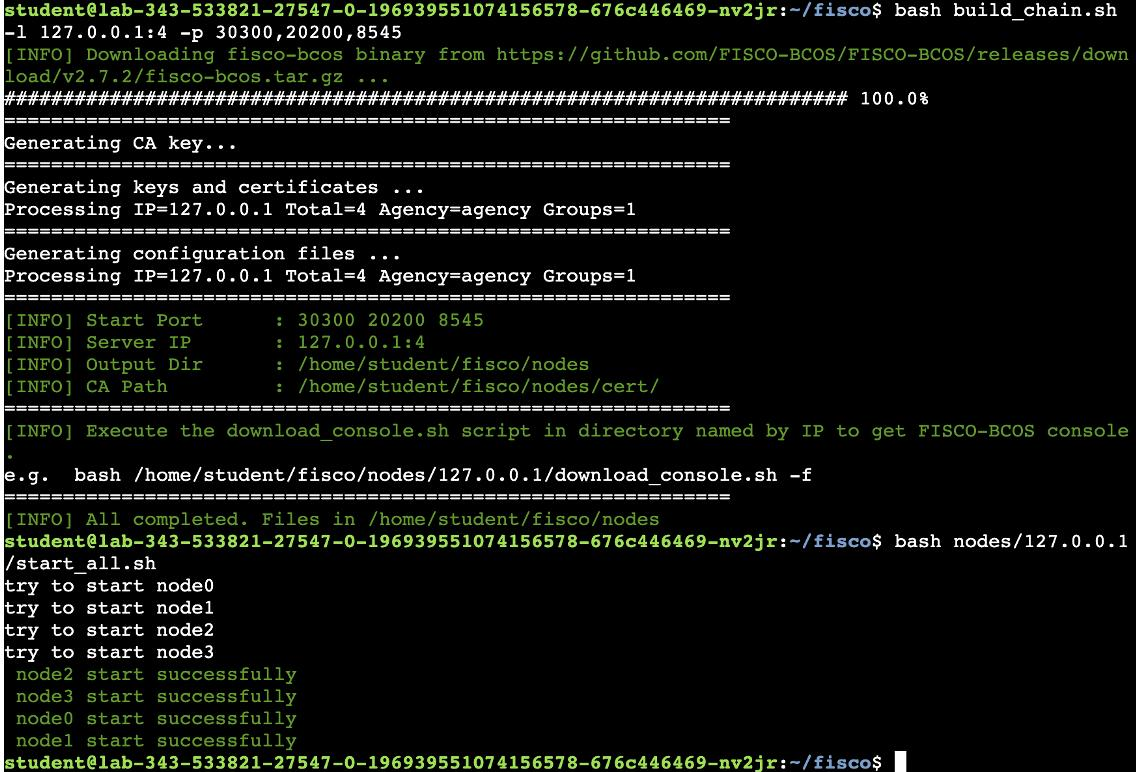 student@lab-343-533821-27547-0-196939551074156578-676c446469-nv2jr:~/fisco$ bash build_chain.sh
-l 127.0.0.1:4 -p 30300,20200,8545
[INFO] Downloading fisco-bcos binary from https://github.com/FISCO-BCOS/FISCO-BCOS/releases/down
load/v2.7.2/fisco-bcos.tar.gz ...
######################################################################## 100.0%
==============================================================
Generating CA key...
==============================================================
Generating keys and certificates ...
Processing IP=127.0.0.1 Total=4 Agency=agency Groups=1
==============================================================
Generating configuration files ...
Processing IP=127.0.0.1 Total=4 Agency=agency Groups=1
==============================================================
[INFO] Start Port      : 30300 20200 8545
[INFO] Server IP       : 127.0.0.1:4
[INFO] Output Dir      : /home/student/fisco/nodes
[INFO] CA Path         : /home/student/fisco/nodes/cert/
==============================================================
[INFO] Execute the download_console.sh script in directory named by IP to get FISCO-BCOS console
.
e.g.  bash /home/student/fisco/nodes/127.0.0.1/download_console.sh -f
==============================================================
[INFO] All completed. Files in /home/student/fisco/nodes
student@lab-343-533821-27547-0-196939551074156578-676c446469-nv2jr:~/fisco$ bash nodes/127.0.0.1
/start_all.sh
try to start node0
try to start node1
try to start node2
try to start node3
 node2 start successfully
 node3 start successfully
 node0 start successfully
 node1 start successfully
student@lab-343-533821-27547-0-196939551074156578-676c446469-nv2jr:~/fisco$